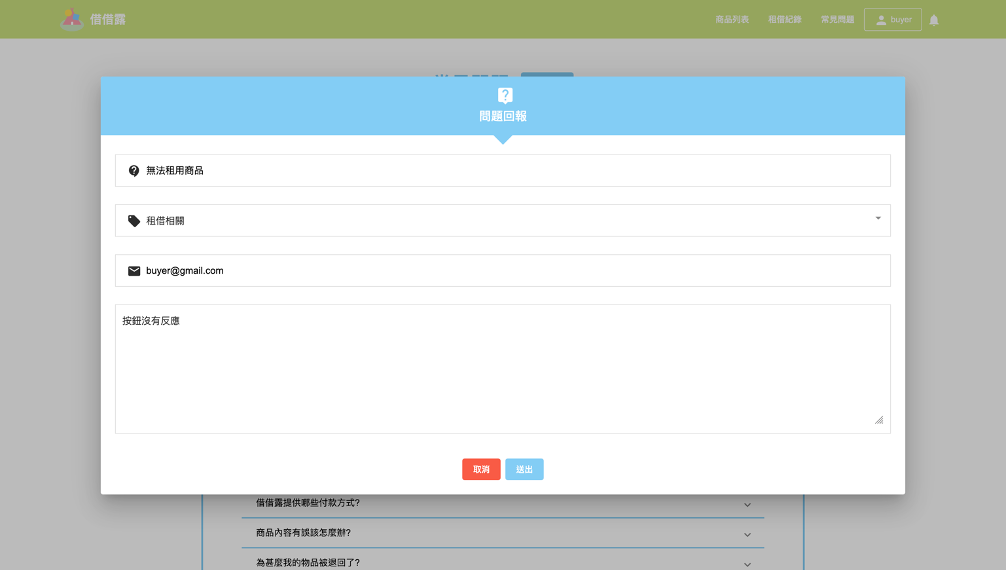 借借露
商品列表 租借紀錄 常見問題 buyer
問題回報
無法租用商品
租借相關
buyer@gmail.com
按鈕沒有反應
取消 送出
借借露提供哪些付款方式?
商品內容有誤該怎麼辦?
為甚麼我的物品被退回了?